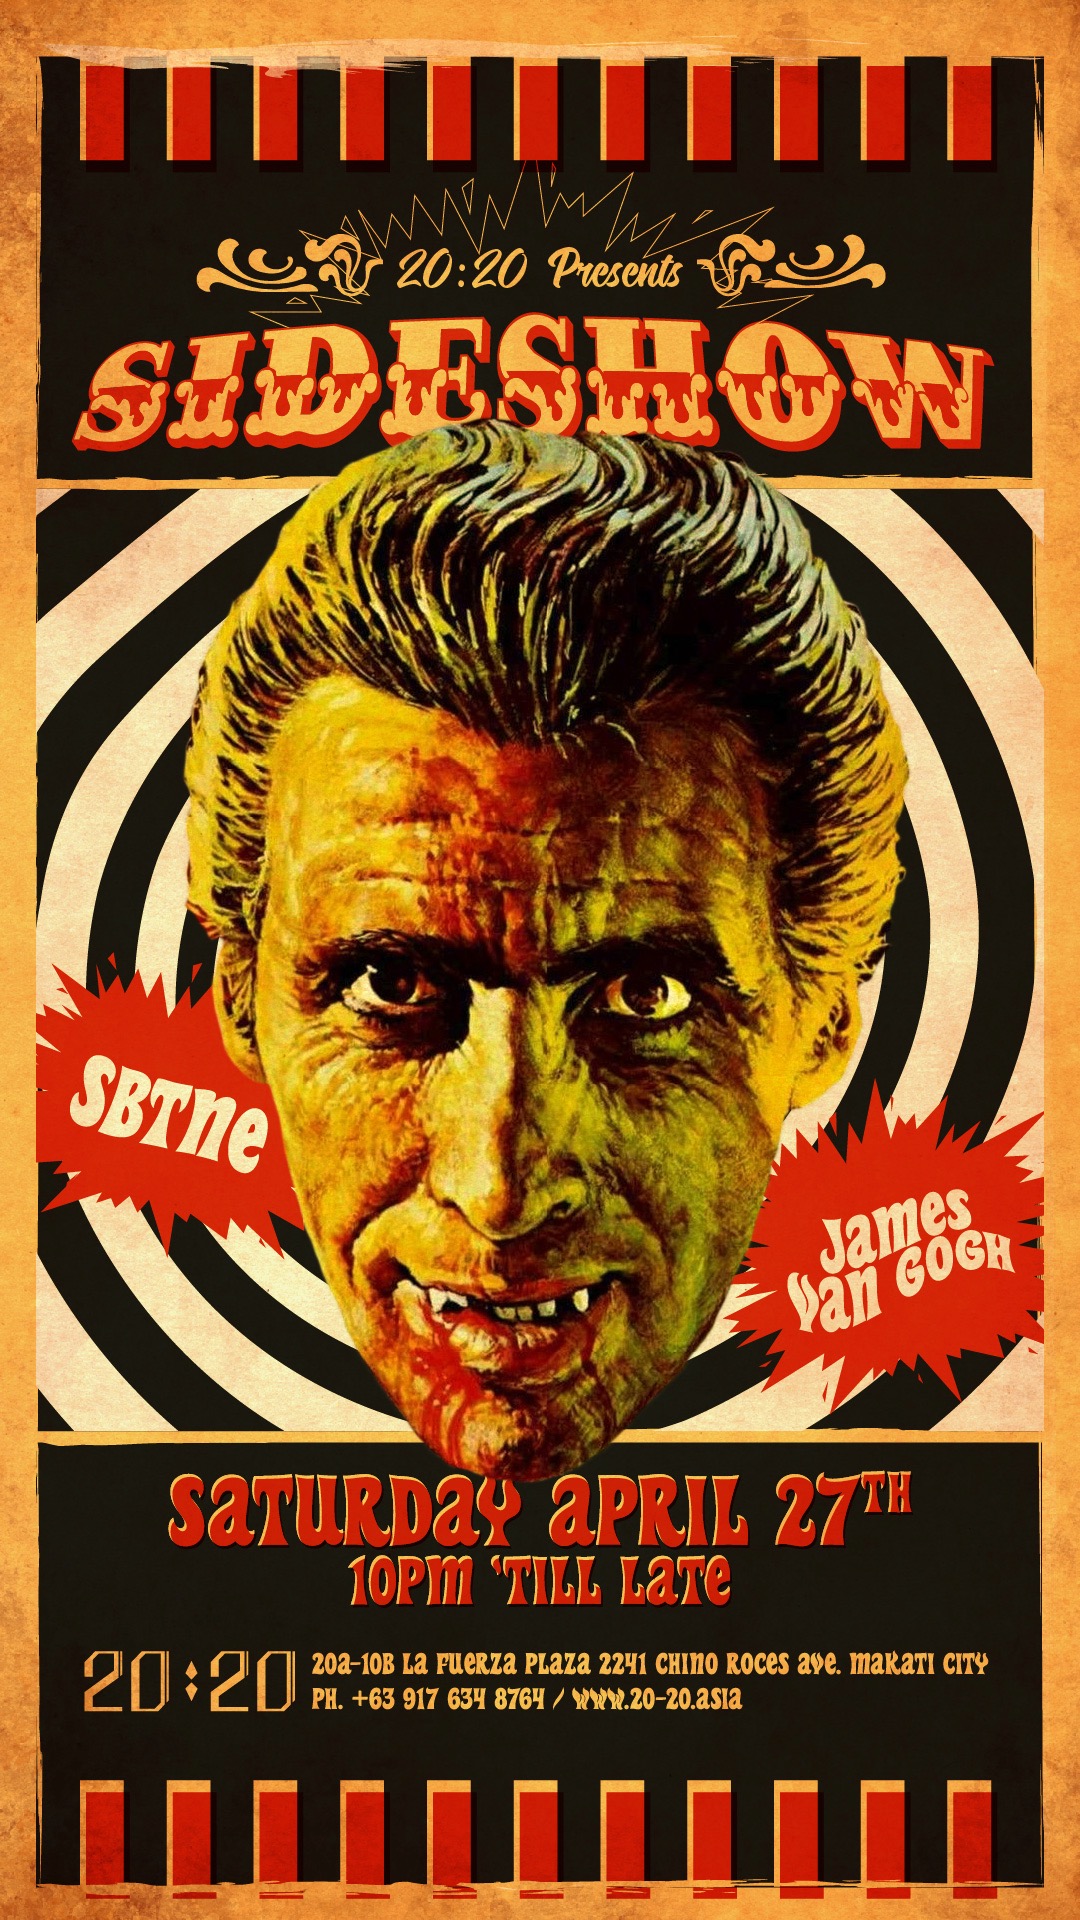 20:20 Presents
SIDESHOW
SBTne
James
Van GOGH
SaTURDay aPRIL 27TH
10PM 'TILL LaTe
20:20
20a-10B La FUeRZa PLaZa 2241 CHINO ROCES aVe. MaKaTI CITY
PH. +63 917 634 8764 / WWW.20-20.aSIa